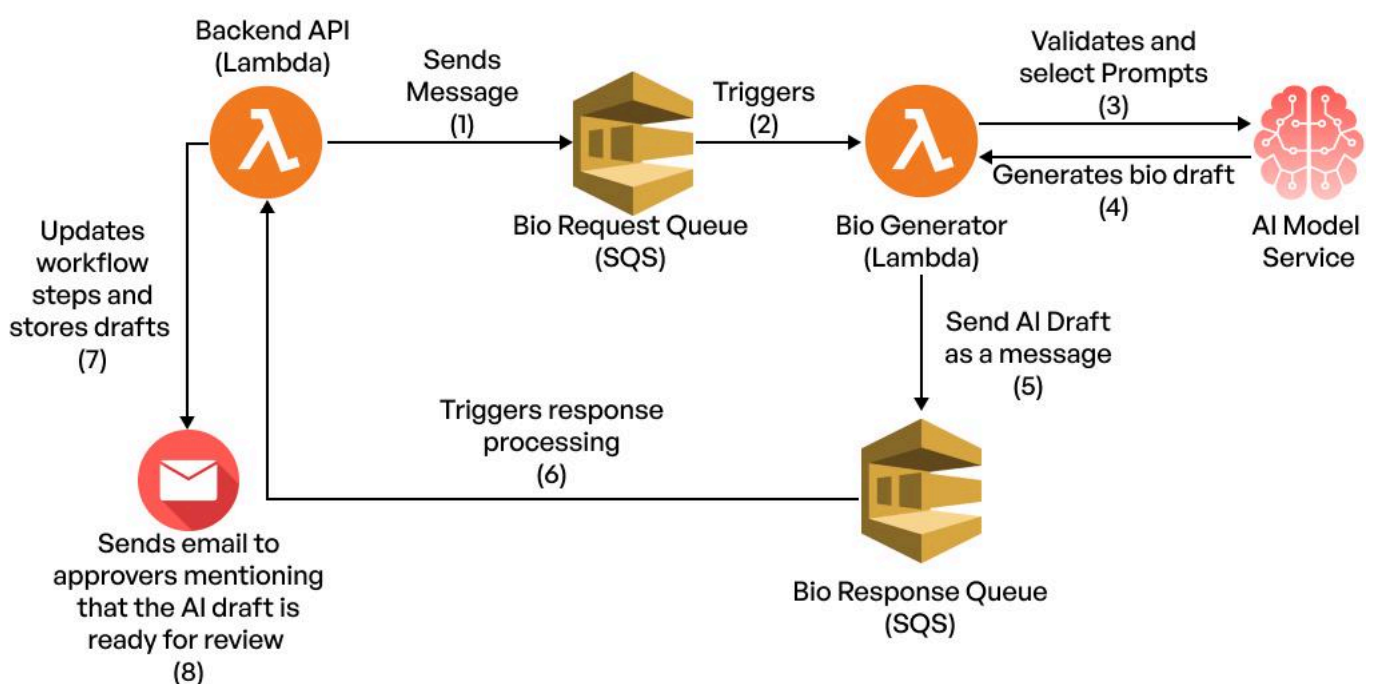 Backend API
(Lambda)
Sends
Message
(1)
Bio Request Queue
(SQS)
Triggers
(2)
Bio Generator
(Lambda)
Validates and
select Prompts
(3)
Generates bio draft
(4)
AI Model
Service
Send AI Draft
as a message
(5)
Bio Response Queue
(SQS)
Triggers response
processing
(6)
Updates
workflow
steps and
stores drafts
(7)
Sends email to
approvers mentioning
that the AI draft is
ready for review
(8)